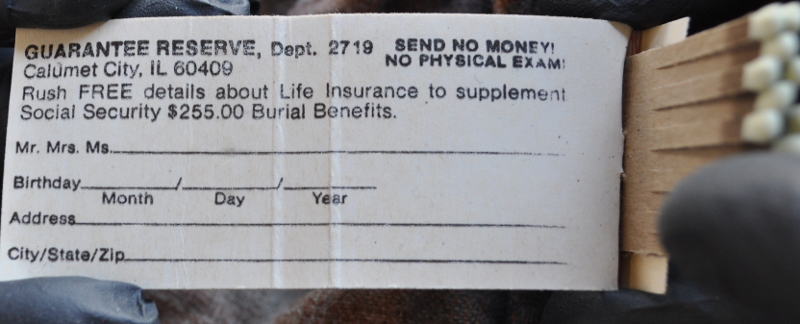 GUARANTEE RESERVE, Dept. 2719 SEND NO MONEY!
Calumet City, IL 60409 NO PHYSICAL EXAM!
Rush FREE details about Life Insurance to supplement
Social Security $255.00 Burial Benefits.
Mr. Mrs. Ms.
Birthday / /
Month Day Year
Address
City/State/Zip